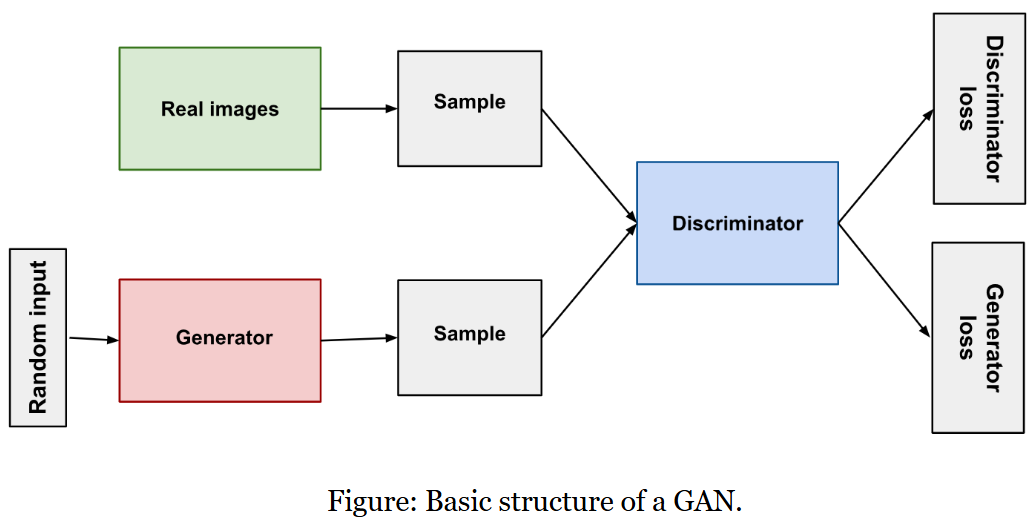 Real images
Sample
Discriminator
loss
Discriminator
Random input
Generator
Sample
Generator
loss
Figure: Basic structure of a GAN.